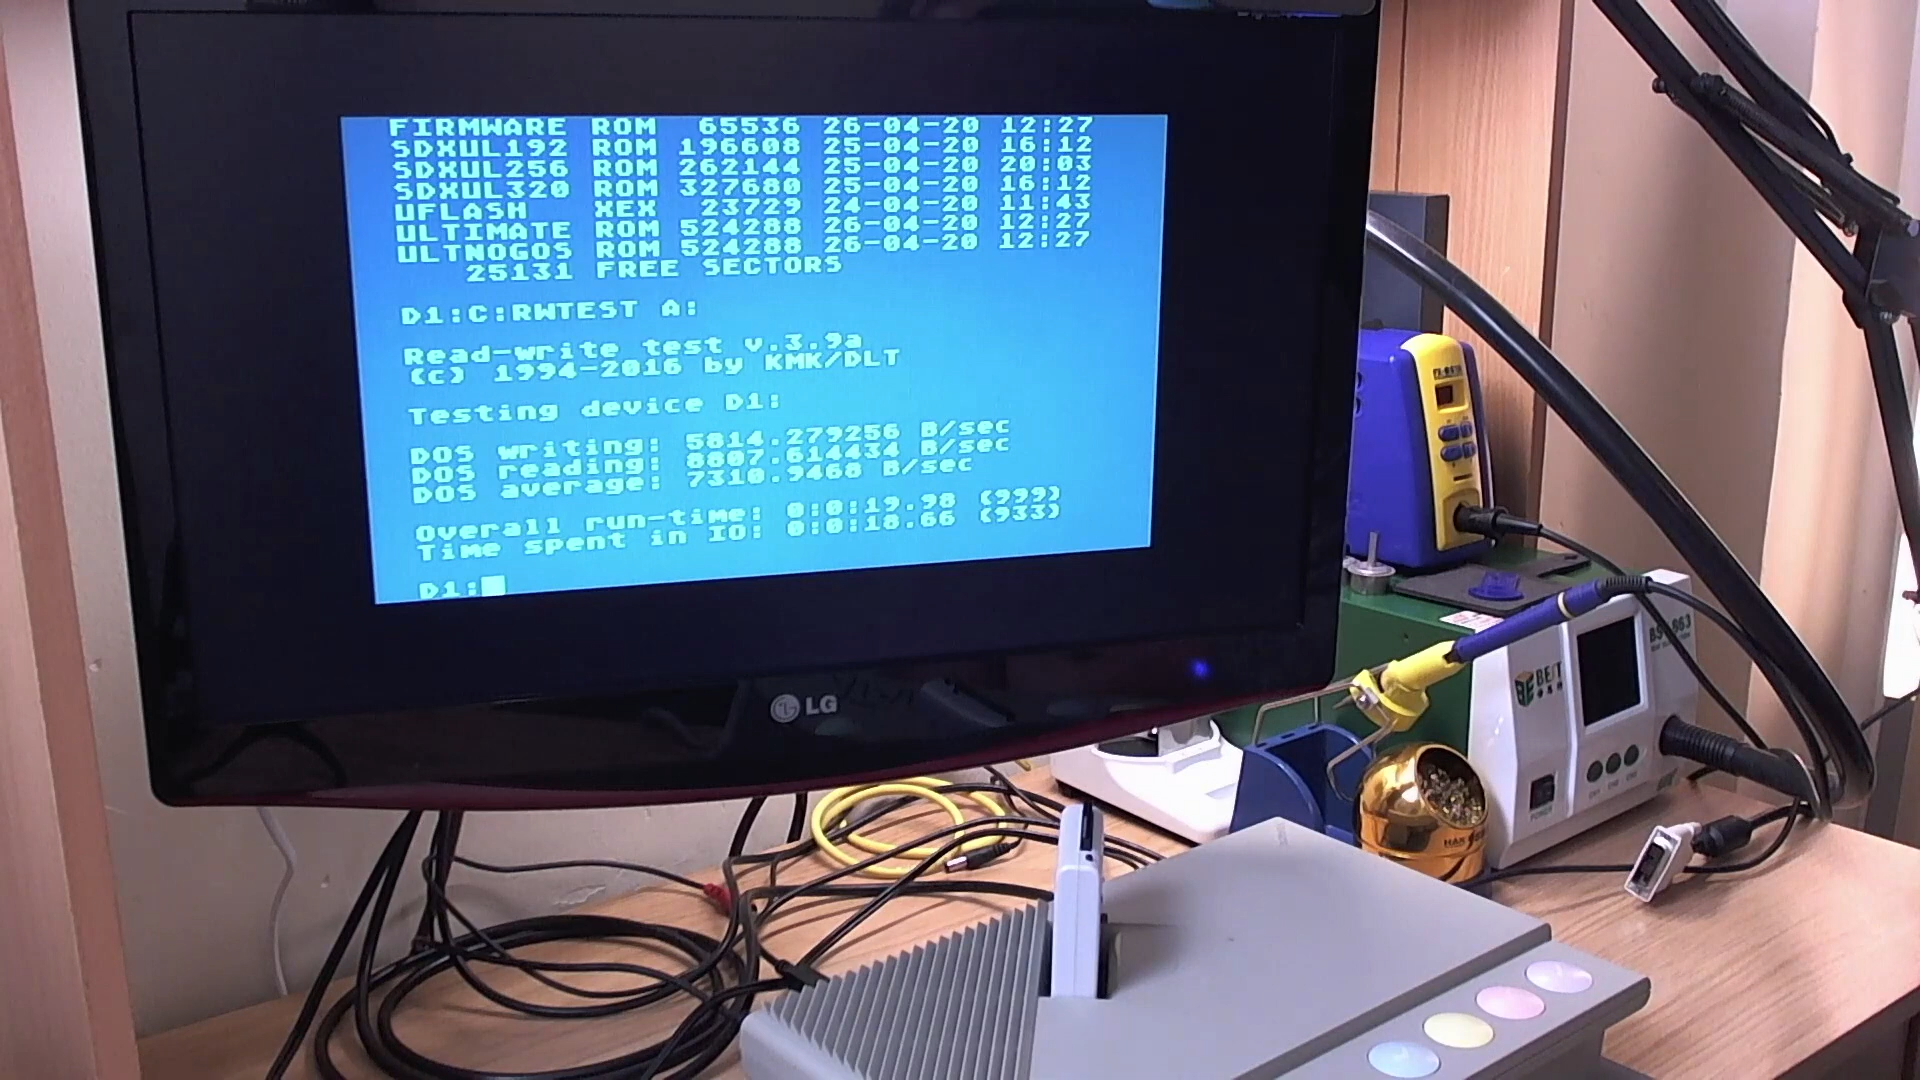 FIRMWARE ROM  65536 26-04-20 12:27
SDXUL192 ROM 196608 25-04-20 16:12
SDXUL256 ROM 262144 25-04-20 20:03
SDXUL320 ROM 327680 25-04-20 16:12
UFLASH   XEX  23729 24-04-20 11:43
ULTIMATE ROM 524288 26-04-20 12:27
ULTNOGOS ROM 524288 26-04-20 12:27
25131 FREE SECTORS
D1:C:RWTEST A:
Read-write test v.3.9a
(c) 1994-2016 by KMK/DLT
Testing device D1:
DOS writing: 5814.279256 B/sec
DOS reading: 8807.614434 B/sec
DOS average: 7310.9468 B/sec
Overall run-time: 0:0:19.98 (999)
Time spent in IO: 0:0:18.66 (933)
D1:
LG
BEST